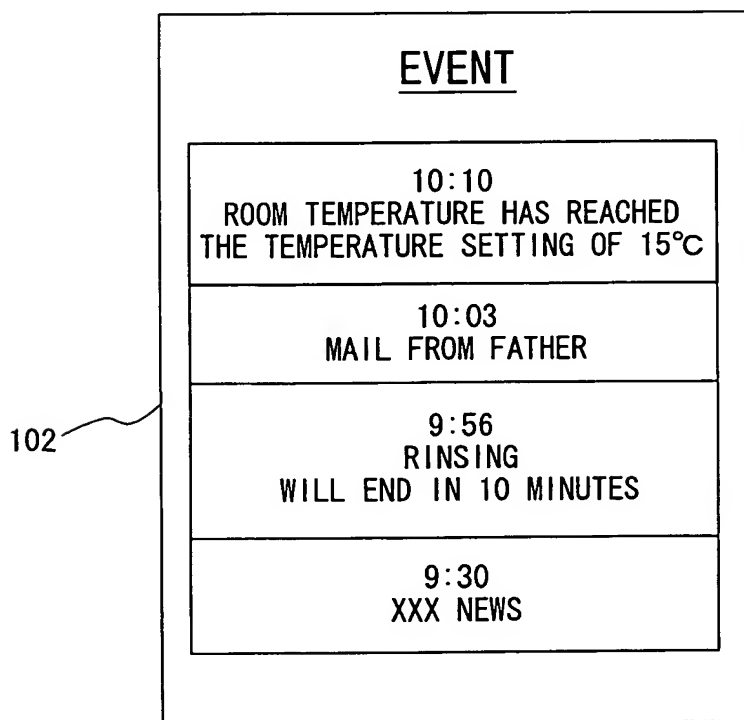 EVENT
10:10
ROOM TEMPERATURE HAS REACHED
THE TEMPERATURE SETTING OF 15°C
10:03
MAIL FROM FATHER
102
9:56
RINSING
WILL END IN 10 MINUTES
9:30
XXX NEWS